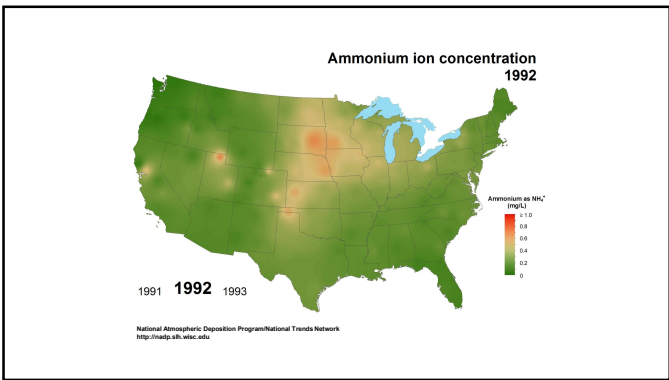 Ammonium ion concentration
1992
Ammonium as NH₄⁺
(mg/L)
≥ 1.0
0.8
0.6
0.4
0.2
0
1991 1992 1993
National Atmospheric Deposition Program/National Trends Network
http://nadp.slh.wisc.edu